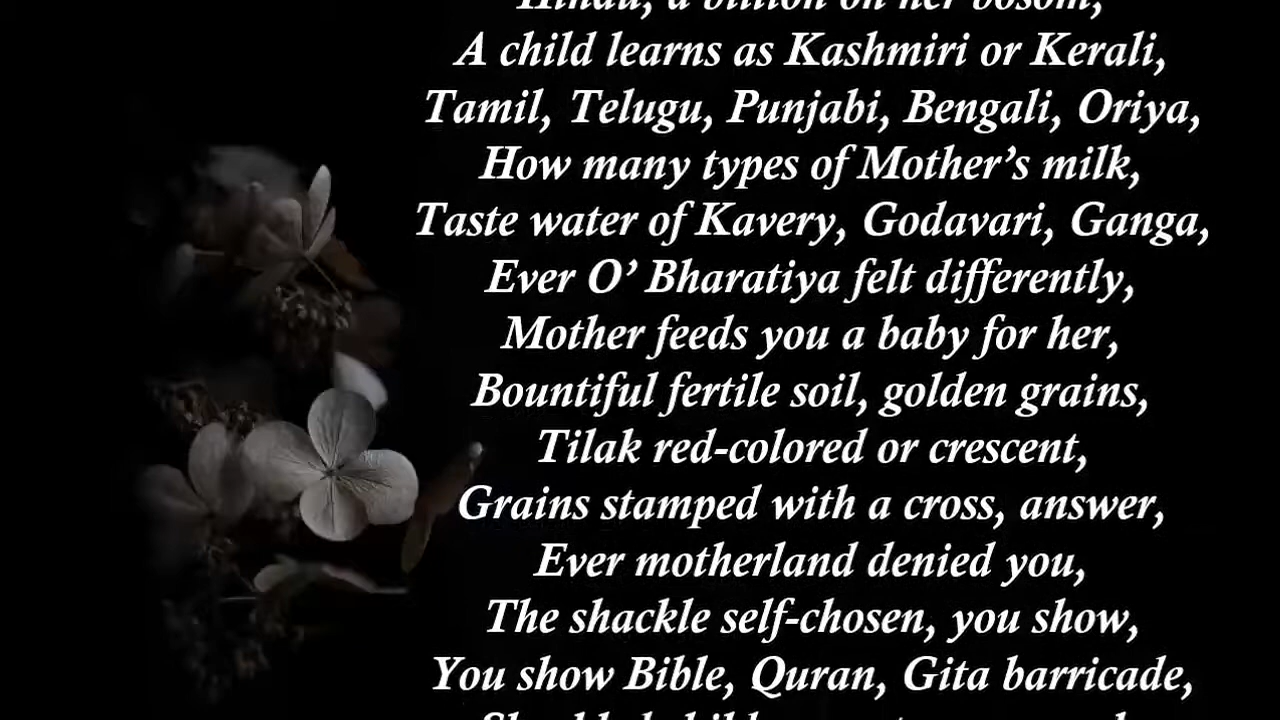 Hindu, a billion on her bosom,
A child learns as Kashmiri or Kerali,
Tamil, Telugu, Punjabi, Bengali, Oriya,
How many types of Mother’s milk,
Taste water of Kavery, Godavari, Ganga,
Ever O’ Bharatiya felt differently,
Mother feeds you a baby for her,
Bountiful fertile soil, golden grains,
Tilak red-colored or crescent,
Grains stamped with a cross, answer,
Ever motherland denied you,
The shackle self-chosen, you show,
You show Bible, Quran, Gita barricade,